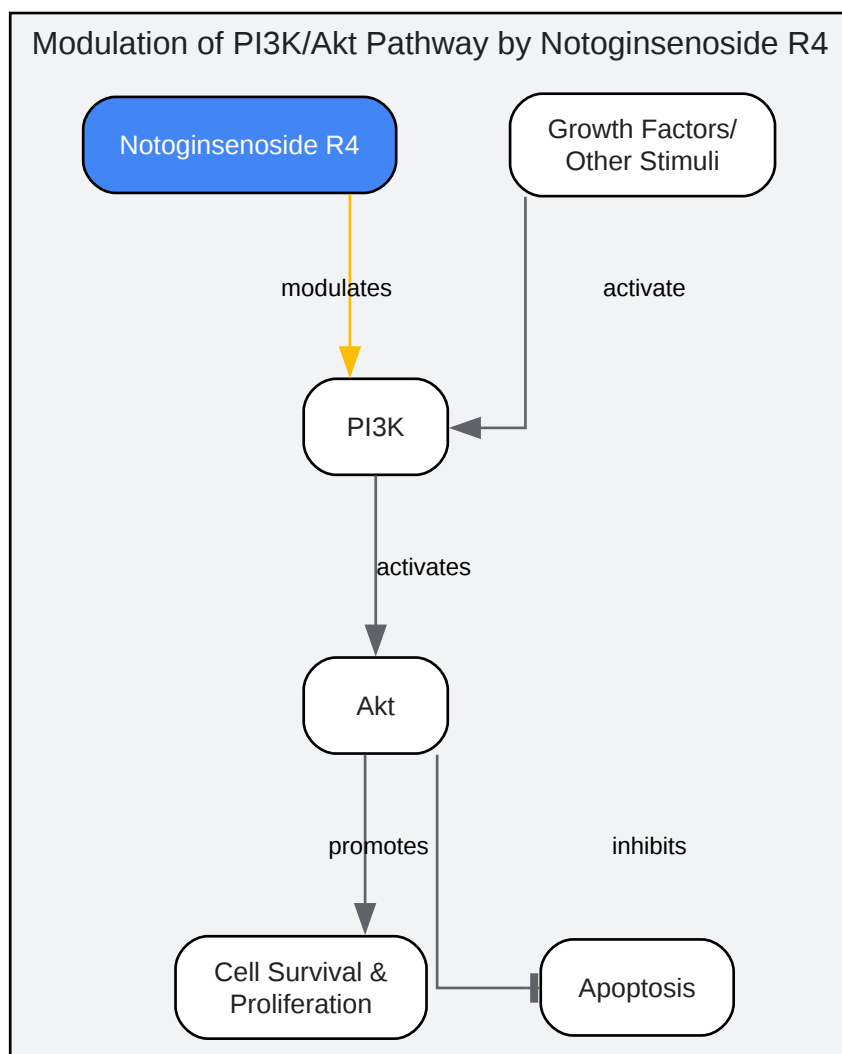 Modulation of PI3K/Akt Pathway by Notoginsenoside R4
Notoginsenoside R4
Growth Factors/
Other Stimuli
modulates
activate
PI3K
activates
Akt
promotes
inhibits
Cell Survival &
Proliferation
Apoptosis